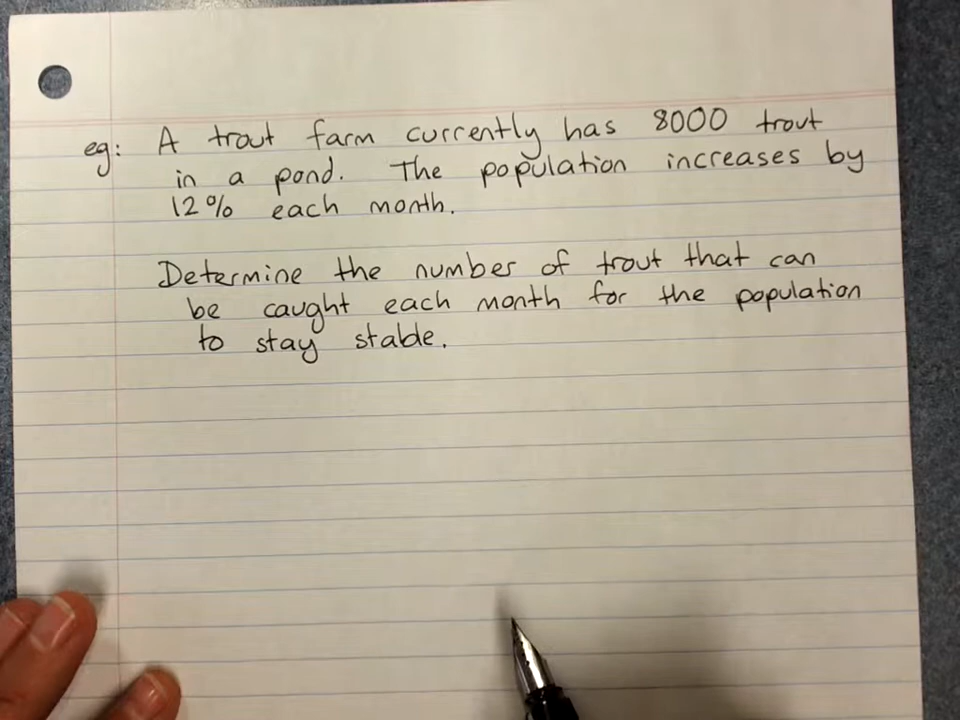 eg: A trout farm currently has 8000 trout
in a pond. The population increases by
12% each month.
Determine the number of trout that can
be caught each month for the population
to stay stable.